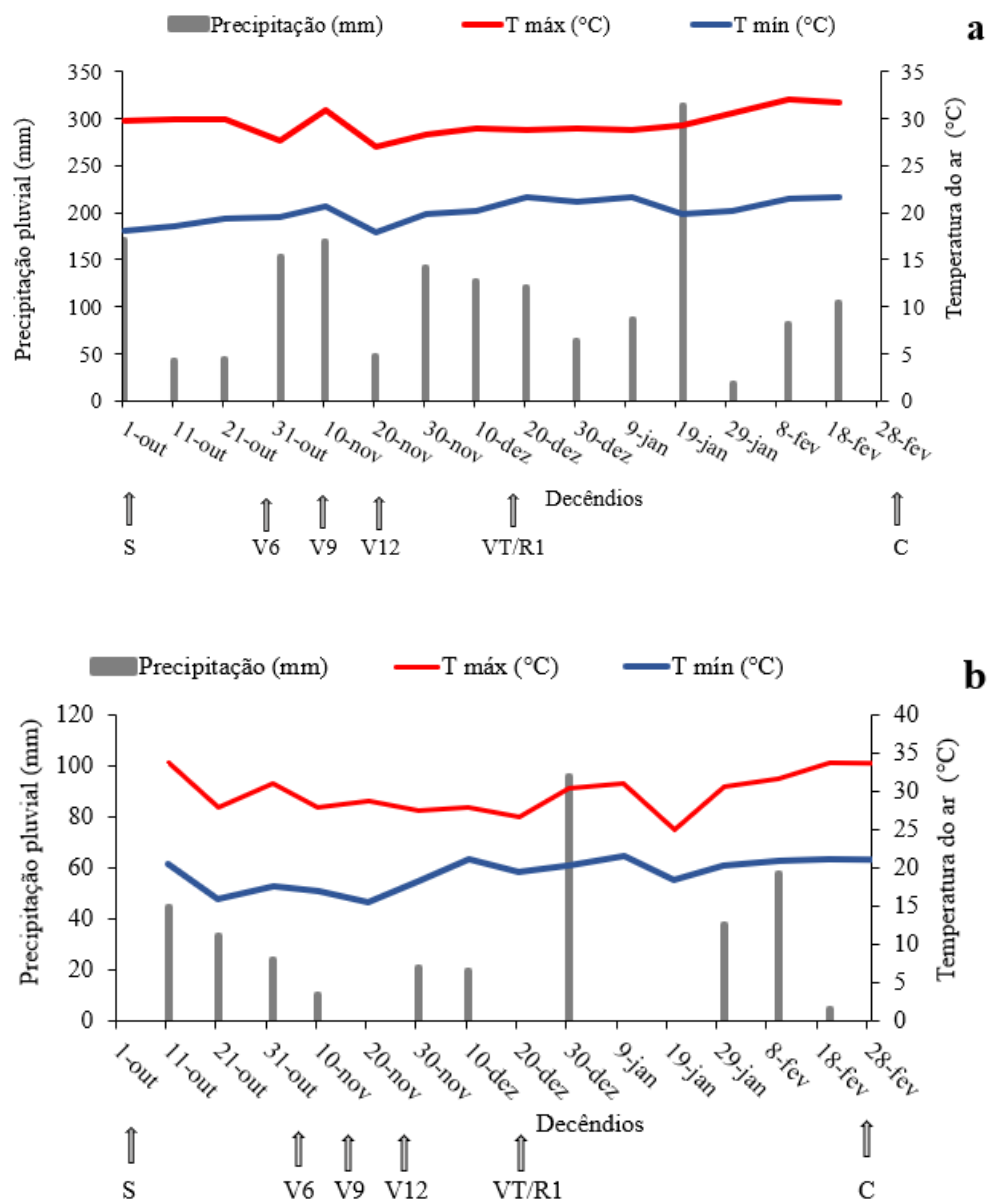 Precipitação (mm) T máx (°C) T mín (°C) a
Precipitação pluvial (mm)
350
300
250
200
150
100
50
0
35
30
25
20
15
10
5
0
Temperatura do ar (°C)
1-out 11-out 21-out 31-out 10-nov 20-nov 30-nov 10-dez 20-dez 30-dez 9-jan 19-jan 29-jan 8-fev 18-fev 28-fev
Decêndios
S V6 V9 V12 VT/R1 C
Precipitação (mm) T máx (°C) T mín (°C) b
Precipitação pluvial (mm)
120
100
80
60
40
20
0
40
35
30
25
20
15
10
5
0
Temperatura do ar (°C)
1-out 11-out 21-out 31-out 10-nov 20-nov 30-nov 10-dez 20-dez 30-dez 9-jan 19-jan 29-jan 8-fev 18-fev 28-fev
Decêndios
S V6 V9 V12 VT/R1 C